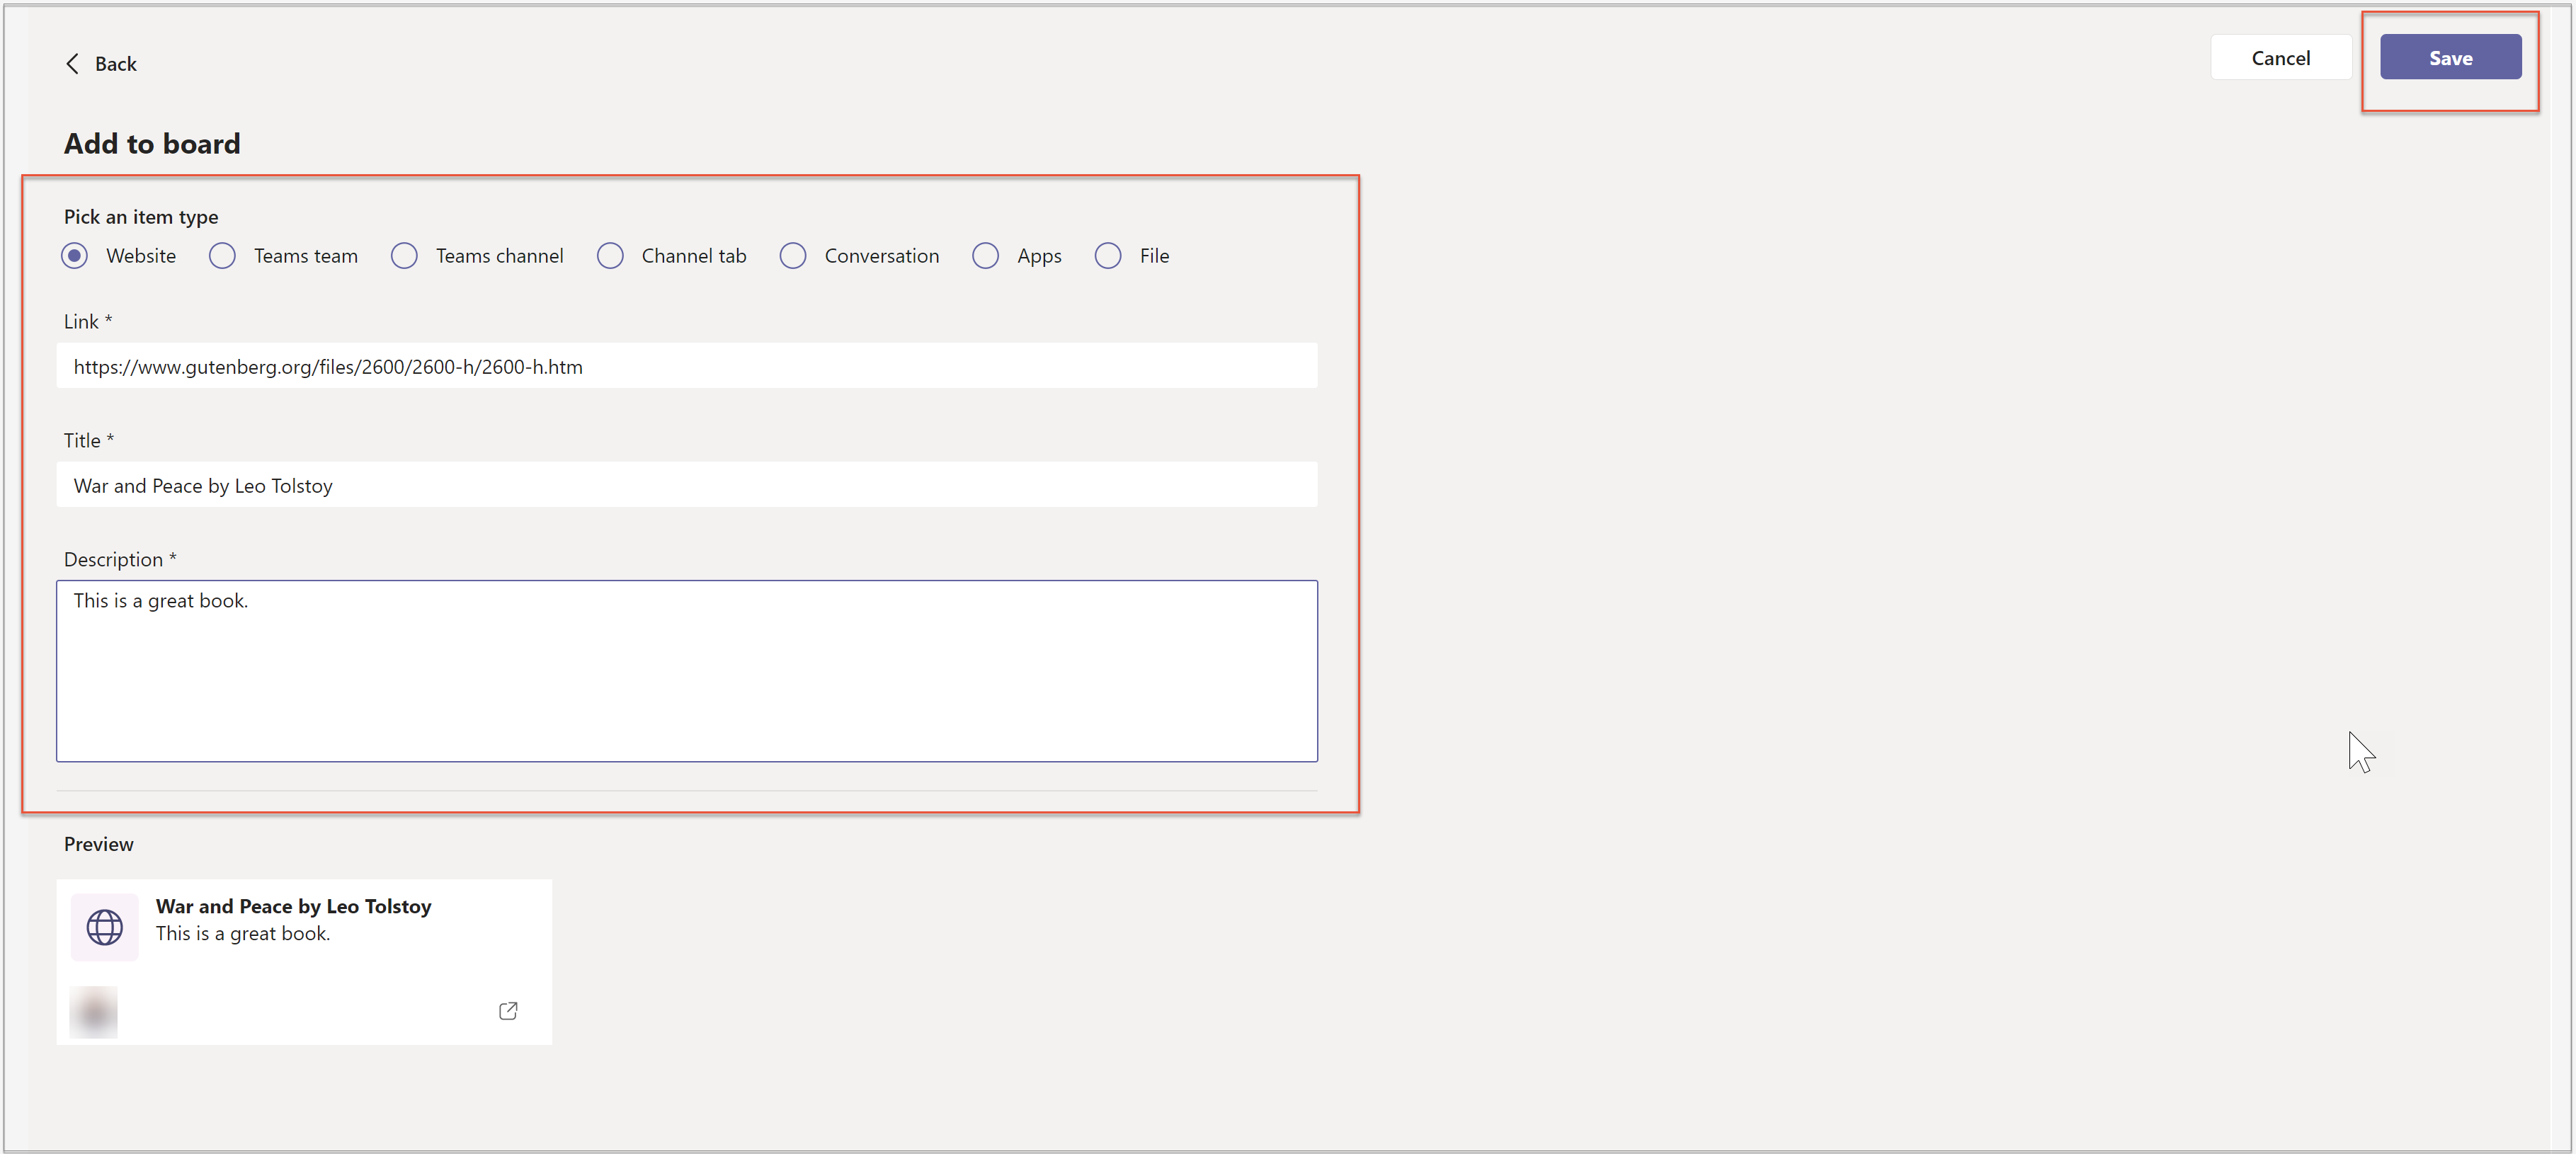 Back
Cancel
Save
Add to board
Pick an item type
Website Teams team Teams channel Channel tab Conversation Apps File
Link *
https://www.gutenberg.org/files/2600/2600-h/2600-h.htm
Title *
War and Peace by Leo Tolstoy
Description *
This is a great book.
Preview
War and Peace by Leo Tolstoy
This is a great book.